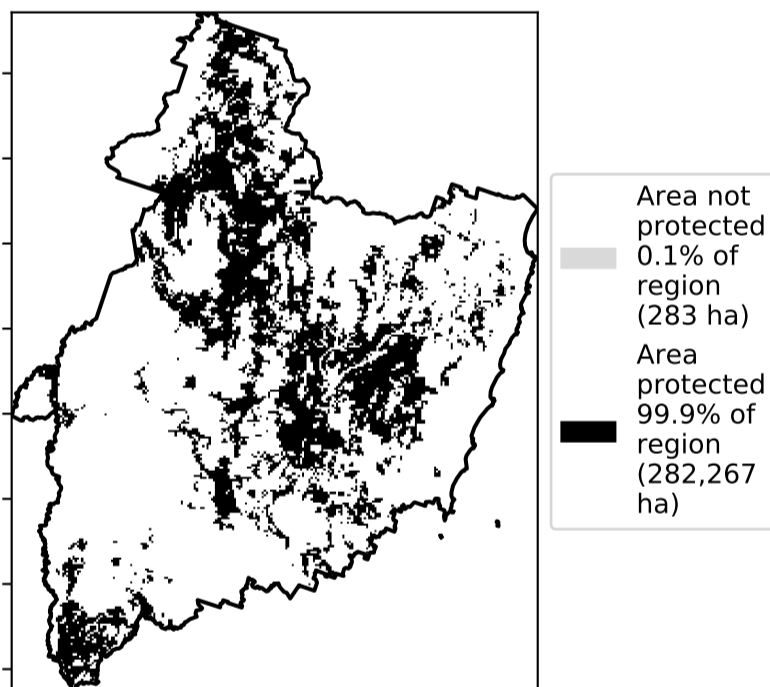 Area not
protected
0.1% of
region
(283 ha)
Area
protected
99.9% of
region
(282,267
ha)